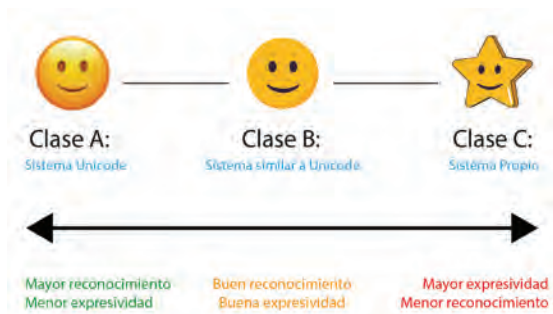 Clase A:
Clase B:
Clase C:
Sistema Unicode
Sistema similar a Unicode
Sistema Propio
Mayor reconocimiento
Menor expresividad
Buen reconocimiento
Buena expresividad
Mayor expresividad
Menor reconocimiento